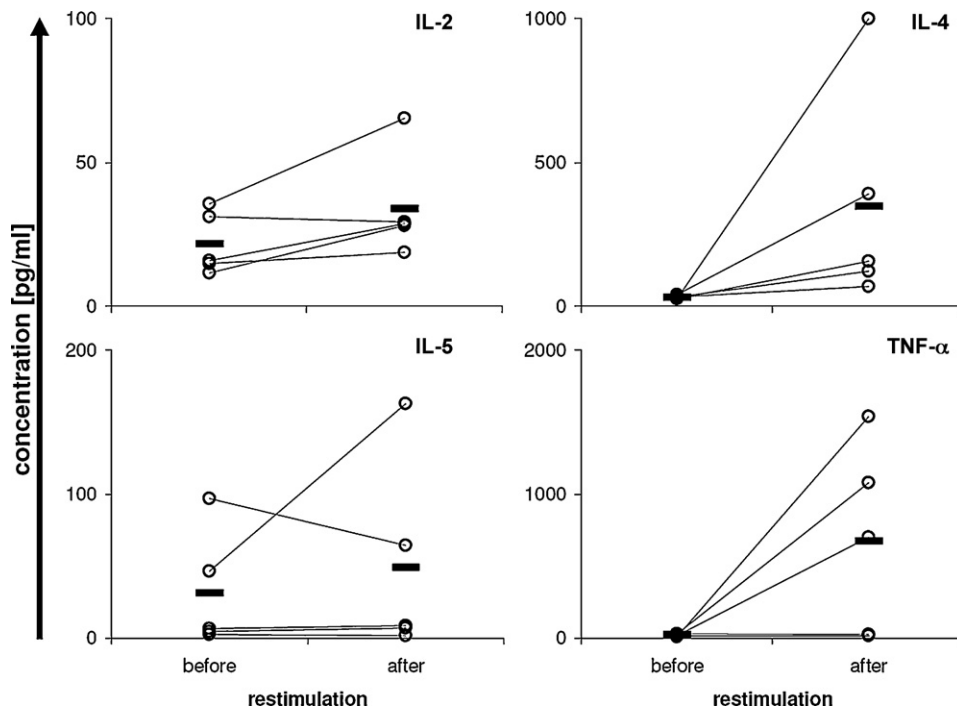 concentration [pg/ml]
100
50
0
IL-2
1000
500
0
IL-4
200
100
0
IL-5
before
after
restimulation
2000
1000
0
TNF-α
before
after
restimulation